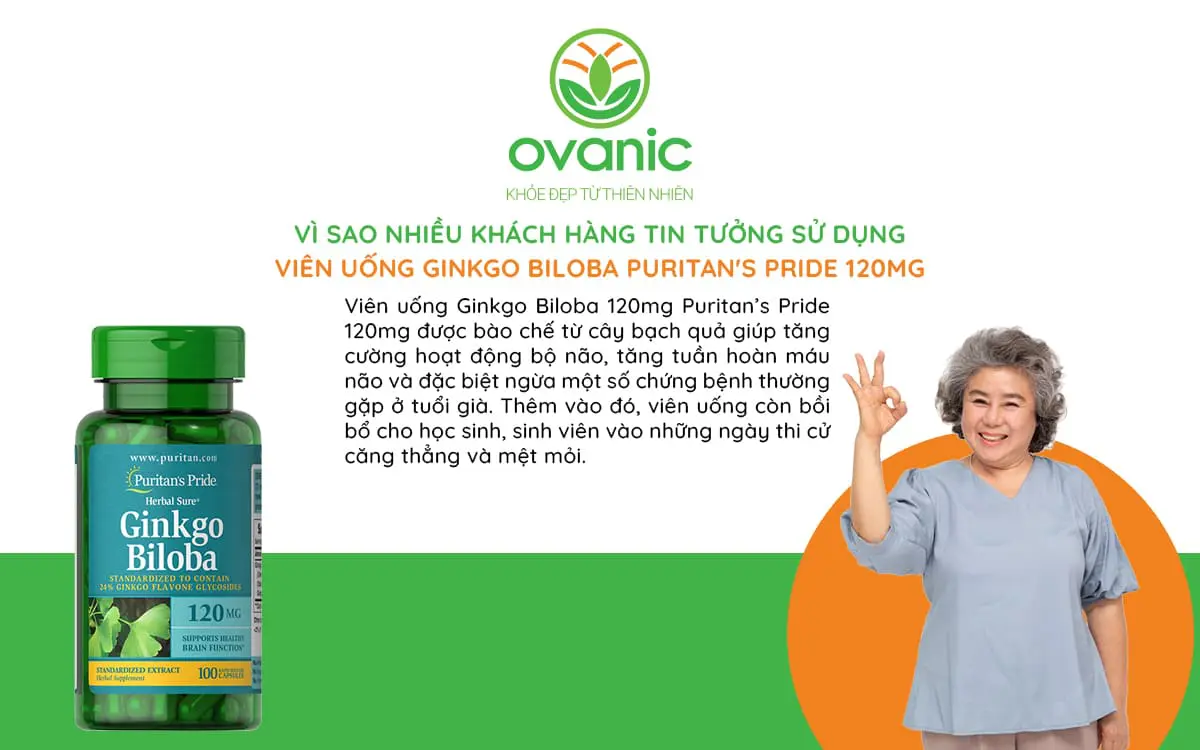 ovanic
KHỎE ĐẸP TỪ THIÊN NHIÊN
VÌ SAO NHIỀU KHÁCH HÀNG TIN TƯỞNG SỬ DỤNG
VIÊN UỐNG GINKGO BILOBA PURITAN'S PRIDE 120MG
Viên uống Ginkgo Biloba 120mg Puritan's Pride
120mg được bào chế từ cây bạch quả giúp tăng
cường hoạt động bộ não, tăng tuần hoàn máu
não và đặc biệt ngừa một số chứng bệnh thường
gặp ở tuổi già. Thêm vào đó, viên uống còn bồi
bổ cho học sinh, sinh viên vào những ngày thi cử
căng thẳng và mệt mỏi.
www.puritan.com
Puritan's Pride
Herbal Sure®
Ginkgo
Biloba
STANDARDIZED TO CONTAIN
24% GINKGO FLAVONE GLYCOSIDES
120 MG
SUPPORTS HEALTHY
BRAIN FUNCTION*
STANDARDIZED EXTRACT
Herbal Supplement
100 RAPID RELEASE
CAPSULES